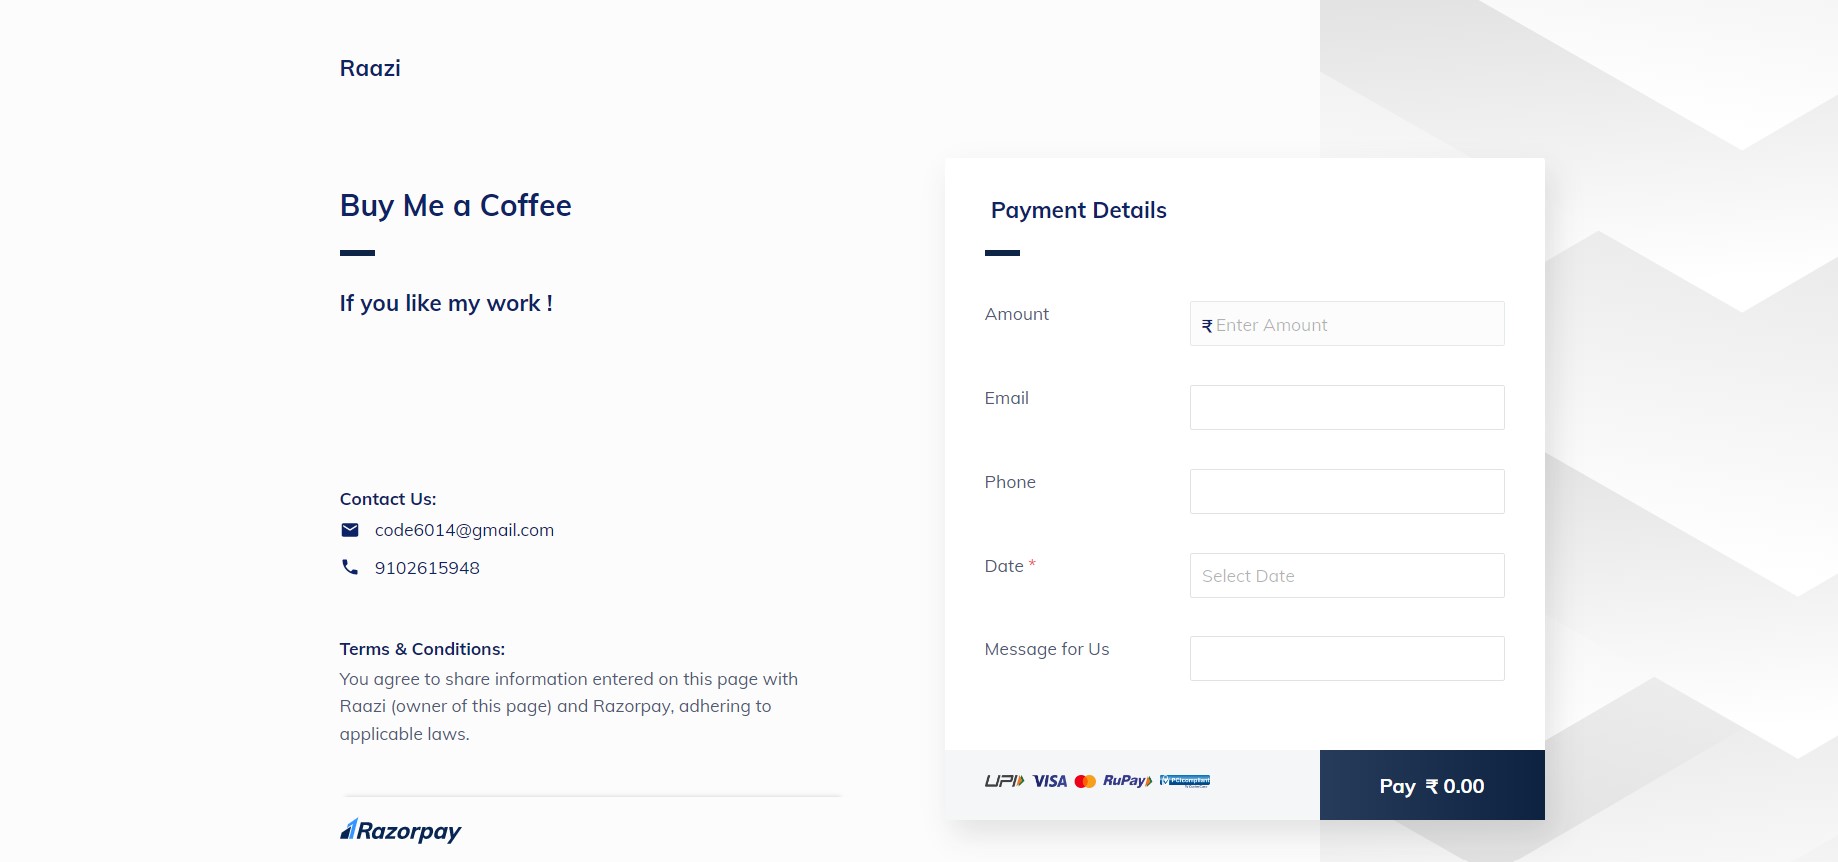 Raazi
Buy Me a Coffee
If you like my work !
Contact Us:
code6014@gmail.com
9102615948
Terms & Conditions:
You agree to share information entered on this page with
Raazi (owner of this page) and Razorpay, adhering to
applicable laws.
Razorpay
Payment Details
Amount
₹ Enter Amount
Email
Phone
Date *
Select Date
Message for Us
UPI VISA RuPay PCI compliant
Pay ₹ 0.00